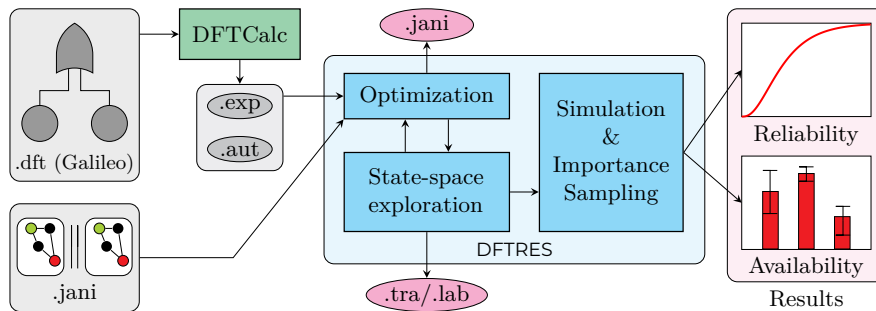 .dft (Galileo)
DFTCalc
.exp
.aut
.jani
.jani
Optimization
State-space
exploration
Simulation
&
Importance
Sampling
DFTRES
.tra/.lab
Reliability
Availability
Results